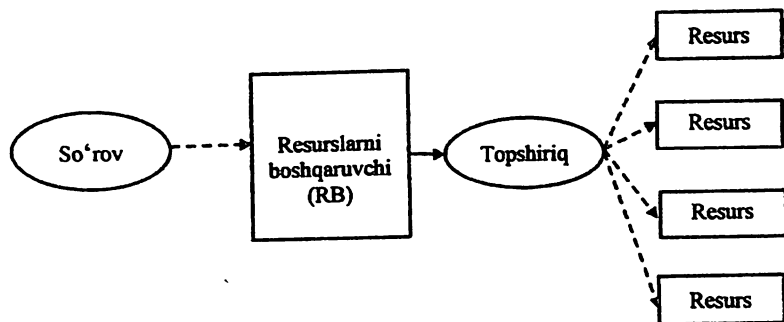 So‘rov
Resurslarni
boshqaruvchi
(RB)
Topshiriq
Resurs
Resurs
Resurs
Resurs